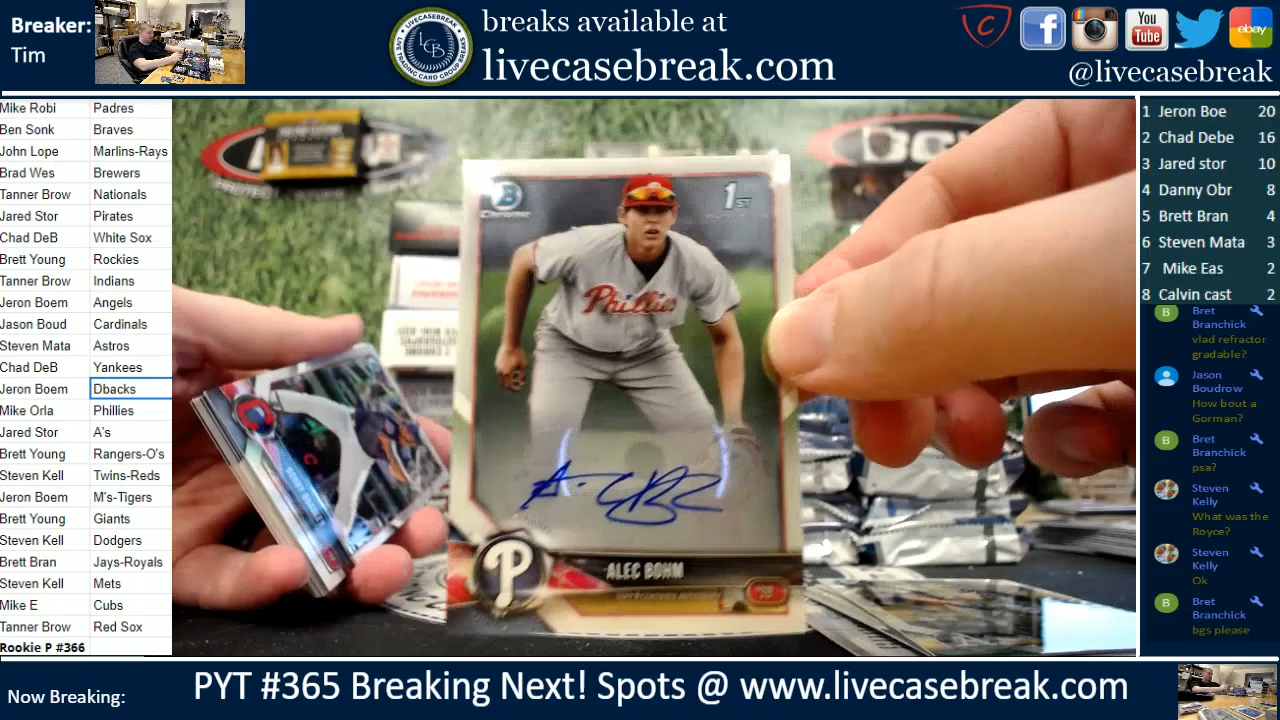 Breaker:
Tim
breaks available at
livecasebreak.com
You
Tube
ebay
@livecasebreak
LCB
Mike Robi Padres
Ben Sonk Braves
John Lope Marlins-Rays
Brad Wes Brewers
Tanner Brow Nationals
Jared Stor Pirates
Chad DeB White Sox
Brett Young Rockies
Tanner Brow Indians
Jeron Boem Angels
Jason Boud Cardinals
Steven Mata Astros
Chad DeB Yankees
Jeron Boem Dbacks
Mike Orla Phillies
Jared Stor A's
Brett Young Rangers-O's
Steven Kell Twins-Reds
Jeron Boem M's-Tigers
Brett Young Giants
Steven Kell Dodgers
Brett Bran Jays-Royals
Steven Kell Mets
Mike E Cubs
Tanner Brow Red Sox
Rookie P #366
Chrome
1ST
Phillies
P
ALEC BOHM
1 Jeron Boe 20
2 Chad Debe 16
3 Jared stor 10
4 Danny Obr 8
5 Brett Bran 4
6 Steven Mata 3
7 Mike Eas 2
8 Calvin cast 2
B Bret
Branchick
vlad refractor
gradable?
Jason
Boudrow
How bout a
Gorman?
B Bret
Branchick
psa?
Steven
Kelly
What was the
Royce?
Steven
Kelly
Ok
B Bret
Branchick
bgs please
Now Breaking:
PYT #365 Breaking Next! Spots @ www.livecasebreak.com